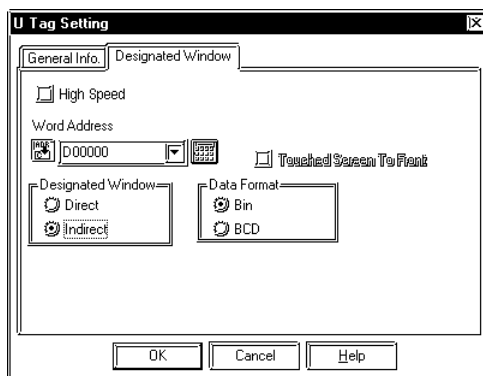 U Tag Setting
General Info. Designated Window
High Speed
Word Address
D00000
Touched Screen To Front
Designated Window Data Format
Direct Bin
Indirect BCD
OK Cancel Help